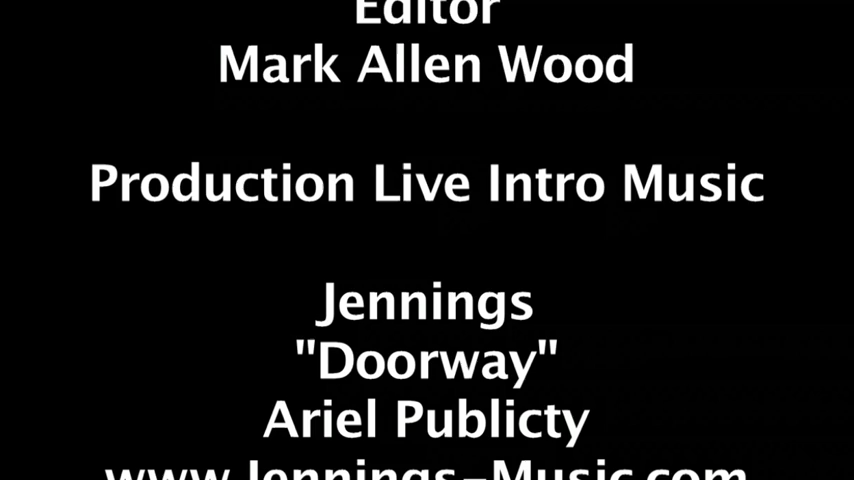 Editor
Mark Allen Wood
Production Live Intro Music
Jennings
"Doorway"
Ariel Publicty
www.Jennings-Music.com